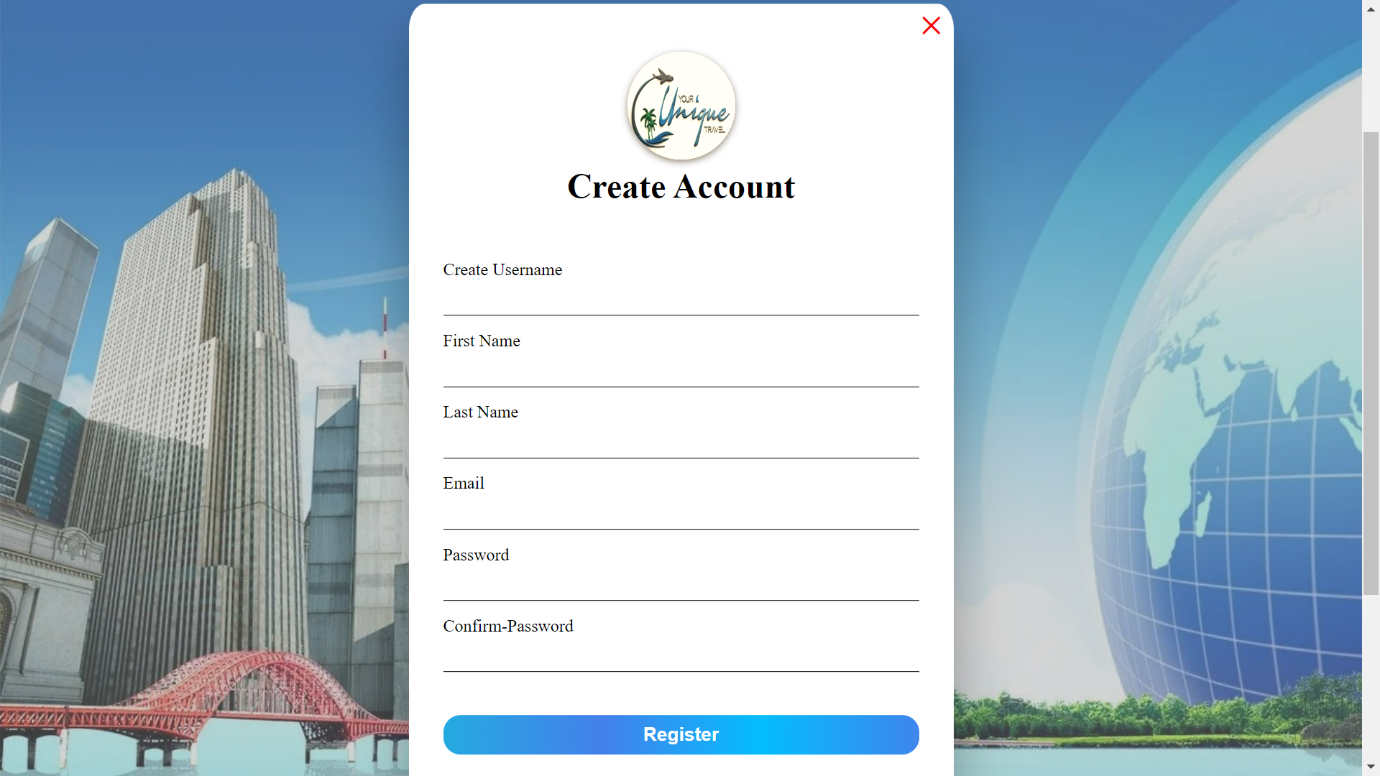 YOUR
Unique
TRAVEL
Create Account
Create Username
First Name
Last Name
Email
Password
Confirm-Password
Register